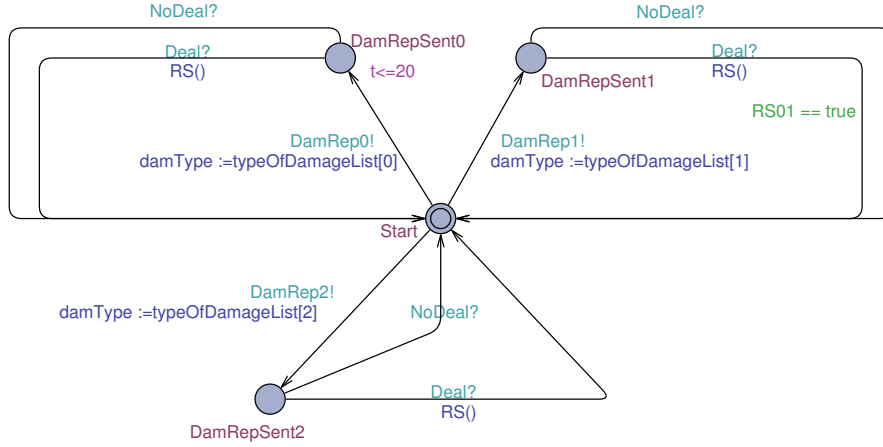 NoDeal?
NoDeal?
DamRepSent0
Deal?
RS()
t<=20
Deal?
RS()
DamRepSent1
RS01 == true
DamRep0!
damType :=typeOfDamageList[0]
DamRep1!
damType :=typeOfDamageList[1]
Start
DamRep2!
damType :=typeOfDamageList[2]
NoDeal?
Deal?
RS()
DamRepSent2